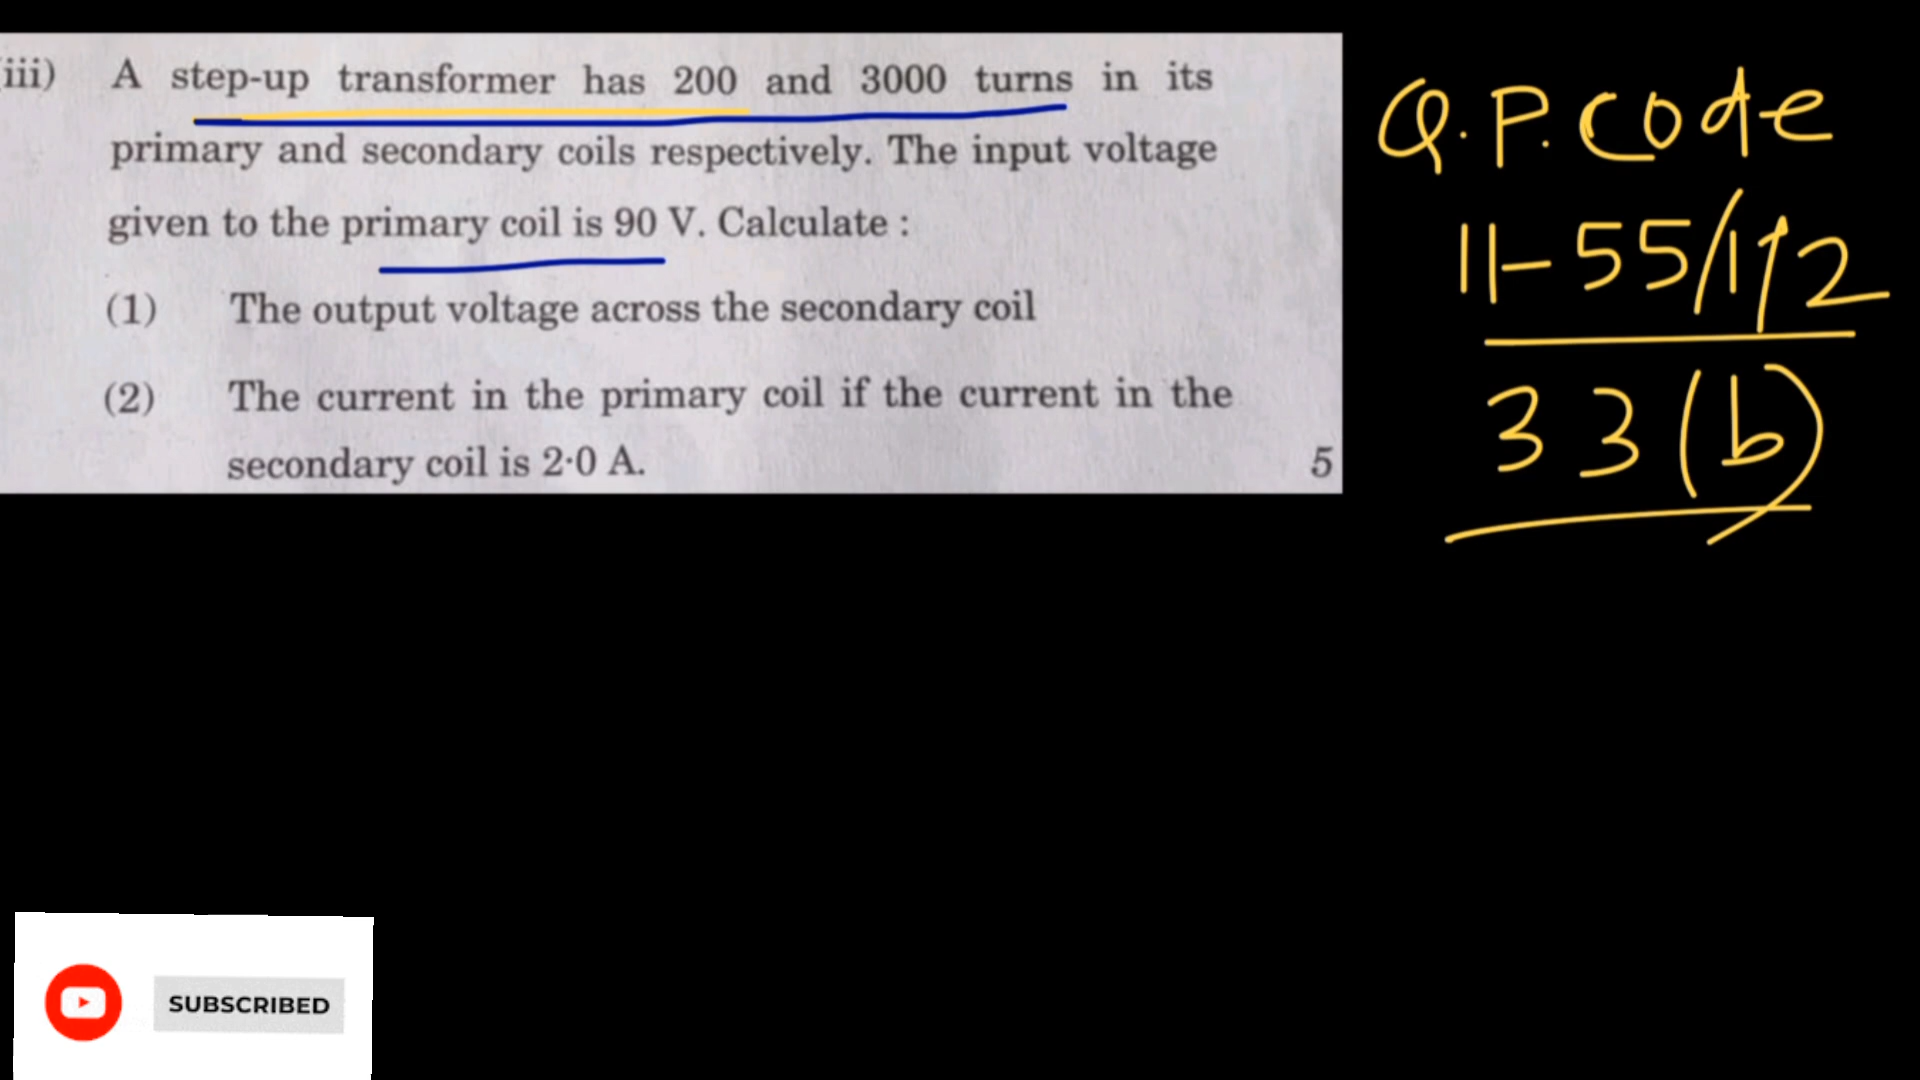 iii) A step-up transformer has 200 and 3000 turns in its
primary and secondary coils respectively. The input voltage
given to the primary coil is 90 V. Calculate :
(1) The output voltage across the secondary coil
(2) The current in the primary coil if the current in the
secondary coil is 2·0 A. 5
Q.P. Code
11-55/1/2
33(b)
SUBSCRIBED